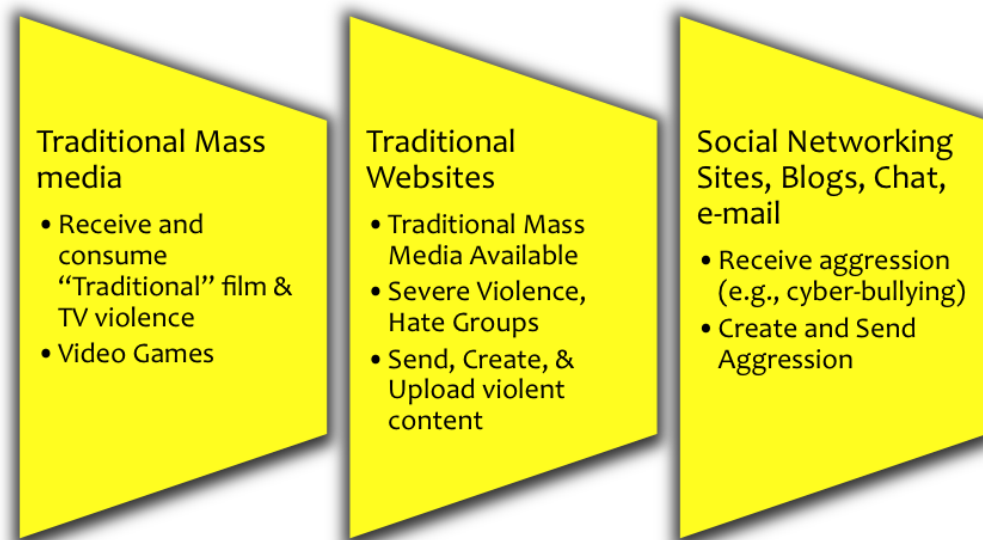 Traditional Mass
media
• Receive and
consume
“Traditional” film &
TV violence
• Video Games
Traditional
Websites
• Traditional Mass
Media Available
• Severe Violence,
Hate Groups
• Send, Create, &
Upload violent
content
Social Networking
Sites, Blogs, Chat,
e-mail
• Receive aggression
(e.g., cyber-bullying)
• Create and Send
Aggression